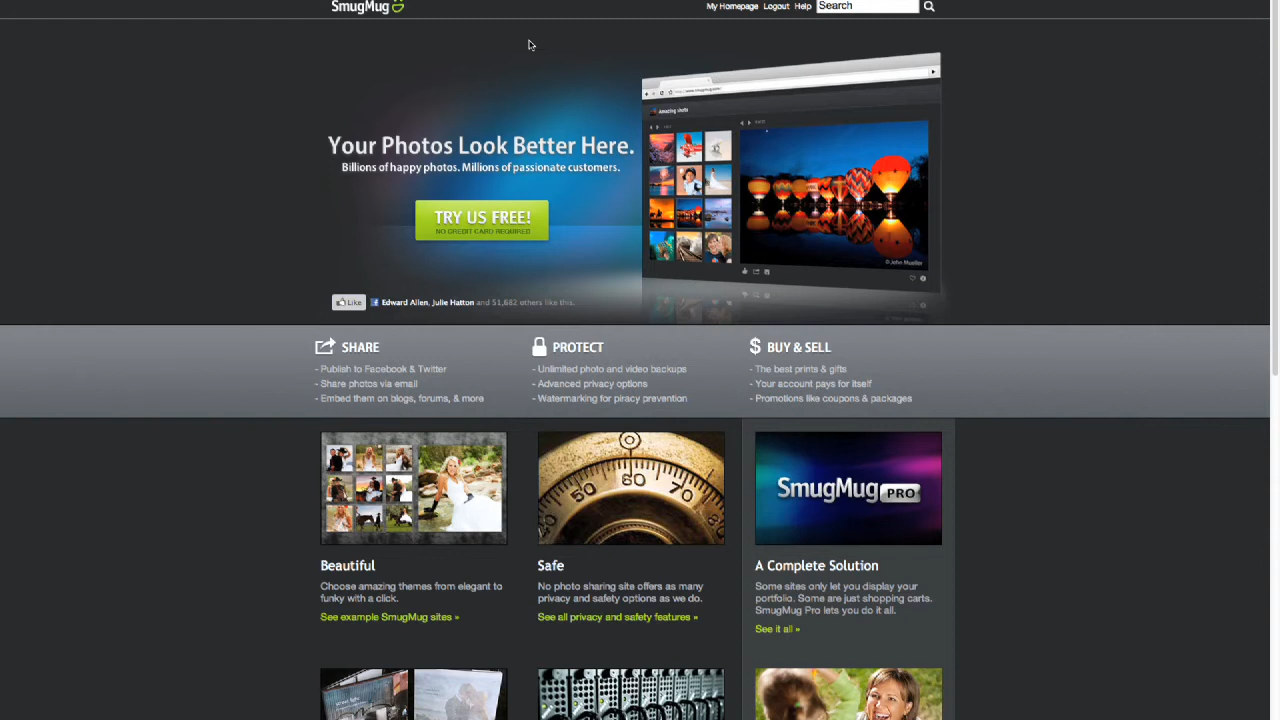 SmugMug
My Homepage Logout Help Search
Amazing shots
Your Photos Look Better Here.
Billions of happy photos. Millions of passionate customers.
TRY US FREE!
NO CREDIT CARD REQUIRED
© John Mueller
Like Edward Allen, Julie Hatton and 51,682 others like this.
SHARE
- Publish to Facebook & Twitter
- Share photos via email
- Embed them on blogs, forums, & more
PROTECT
- Unlimited photo and video backups
- Advanced privacy options
- Watermarking for piracy prevention
$ BUY & SELL
- The best prints & gifts
- Your account pays for itself
- Promotions like coupons & packages
50 60 70
SmugMug PRO
Beautiful
Choose amazing themes from elegant to
funky with a click.
See example SmugMug sites »
Safe
No photo sharing site offers as many
privacy and safety options as we do.
See all privacy and safety features »
A Complete Solution
Some sites only let you display your
portfolio. Some are just shopping carts.
SmugMug Pro lets you do it all.
See it all »